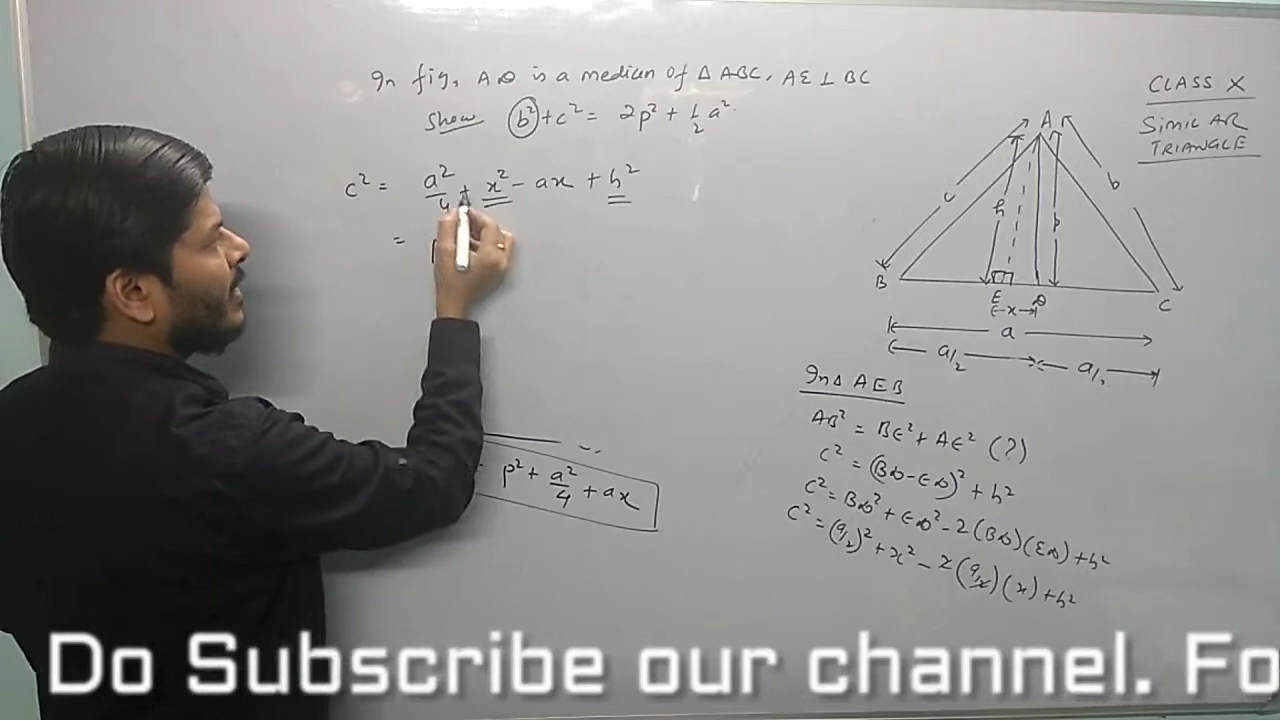 In fig, AD is a median of Δ ABC, AE ⊥ BC
Show b² + c² = 2p² + 1/2 a²
c² = a²/4 + x² - ax + h²
=
p² + a²/4 + ax
CLASS X
SIMILAR
TRIANGLE
A
c
b
h
p
B
E
D
C
x
a
a/2
a/2
In Δ AEB
AB² = BE² + AE² (?)
c² = (BD-ED)² + h²
c² = BD² + ED² - 2(BD)(ED) + h²
c² = (a/2)² + x² - 2(a/2)(x) + h²
Do Subscribe our channel. Fo